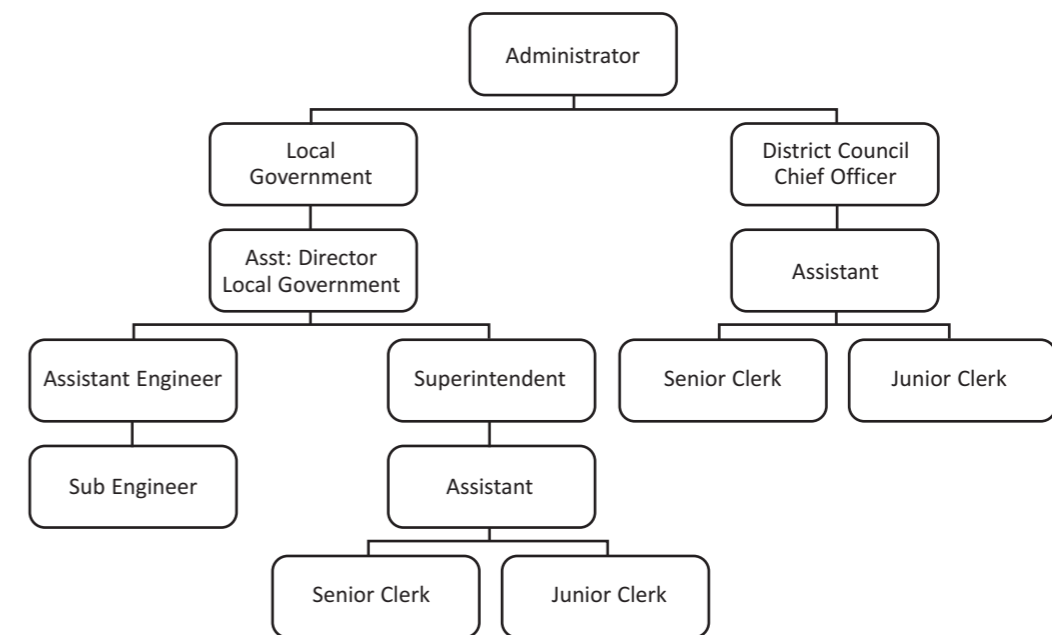 Administrator
Local
Government
District Council
Chief Officer
Asst: Director
Local Government
Assistant
Assistant Engineer
Superintendent
Senior Clerk
Junior Clerk
Sub Engineer
Assistant
Senior Clerk
Junior Clerk